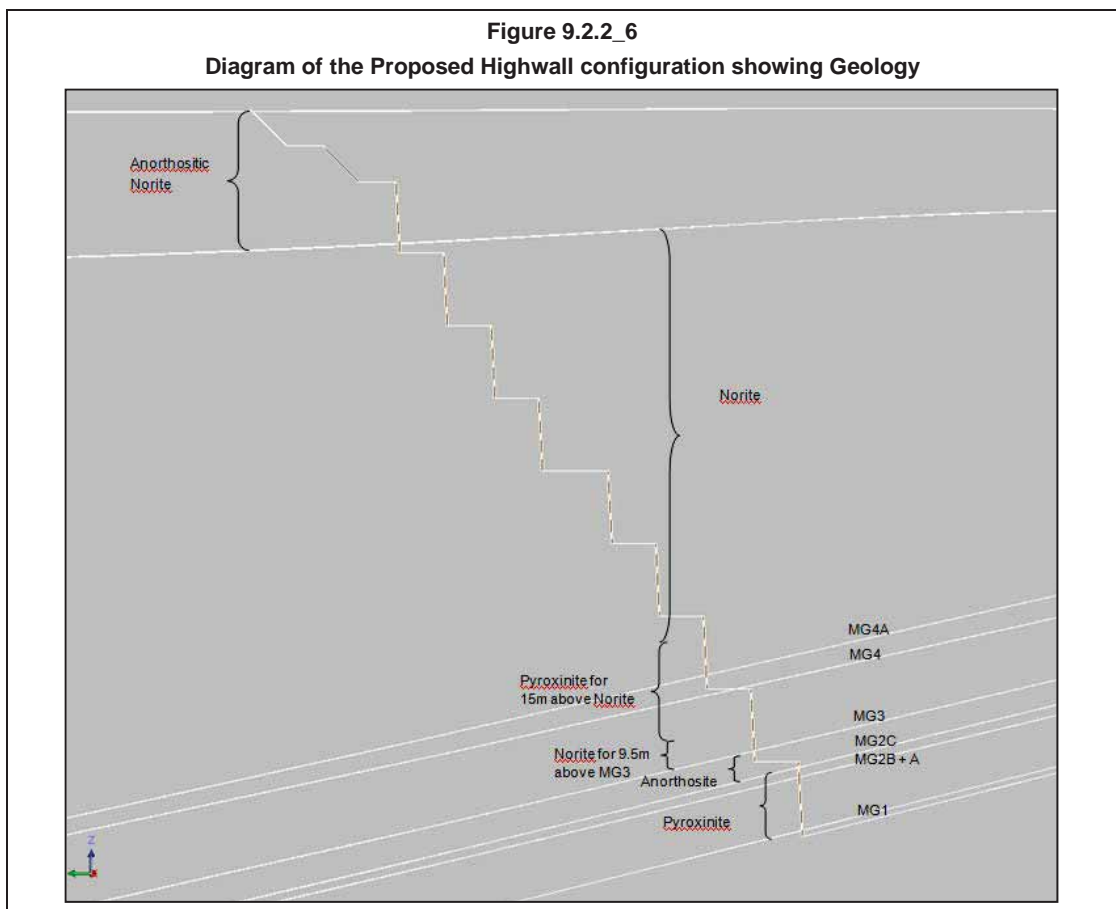 Figure 9.2.2_6
Diagram of the Proposed Highwall configuration showing Geology
Anorthositic
Norite
Norite
MG4A
MG4
Pyroxinite for
15m above Norite
MG3
MG2C
Norite for 9.5m
above MG3
MG2B + A
Anorthosite
MG1
Pyroxinite
Z